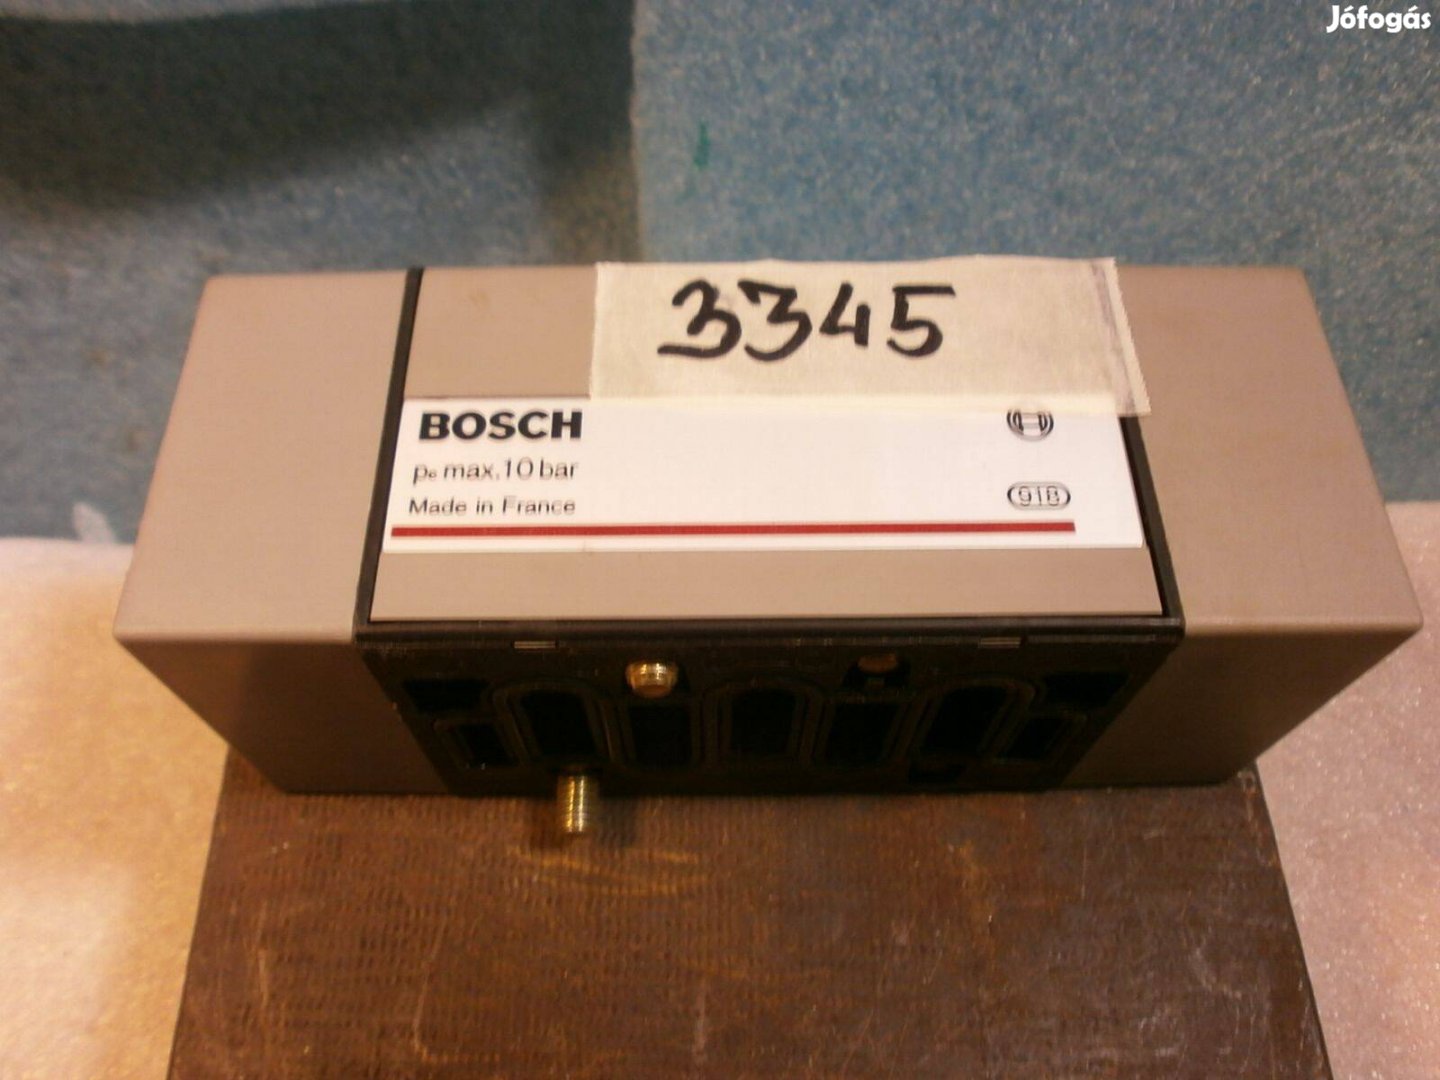 Jófogás
3345
BOSCH
pe max. 10 bar
Made in France
918